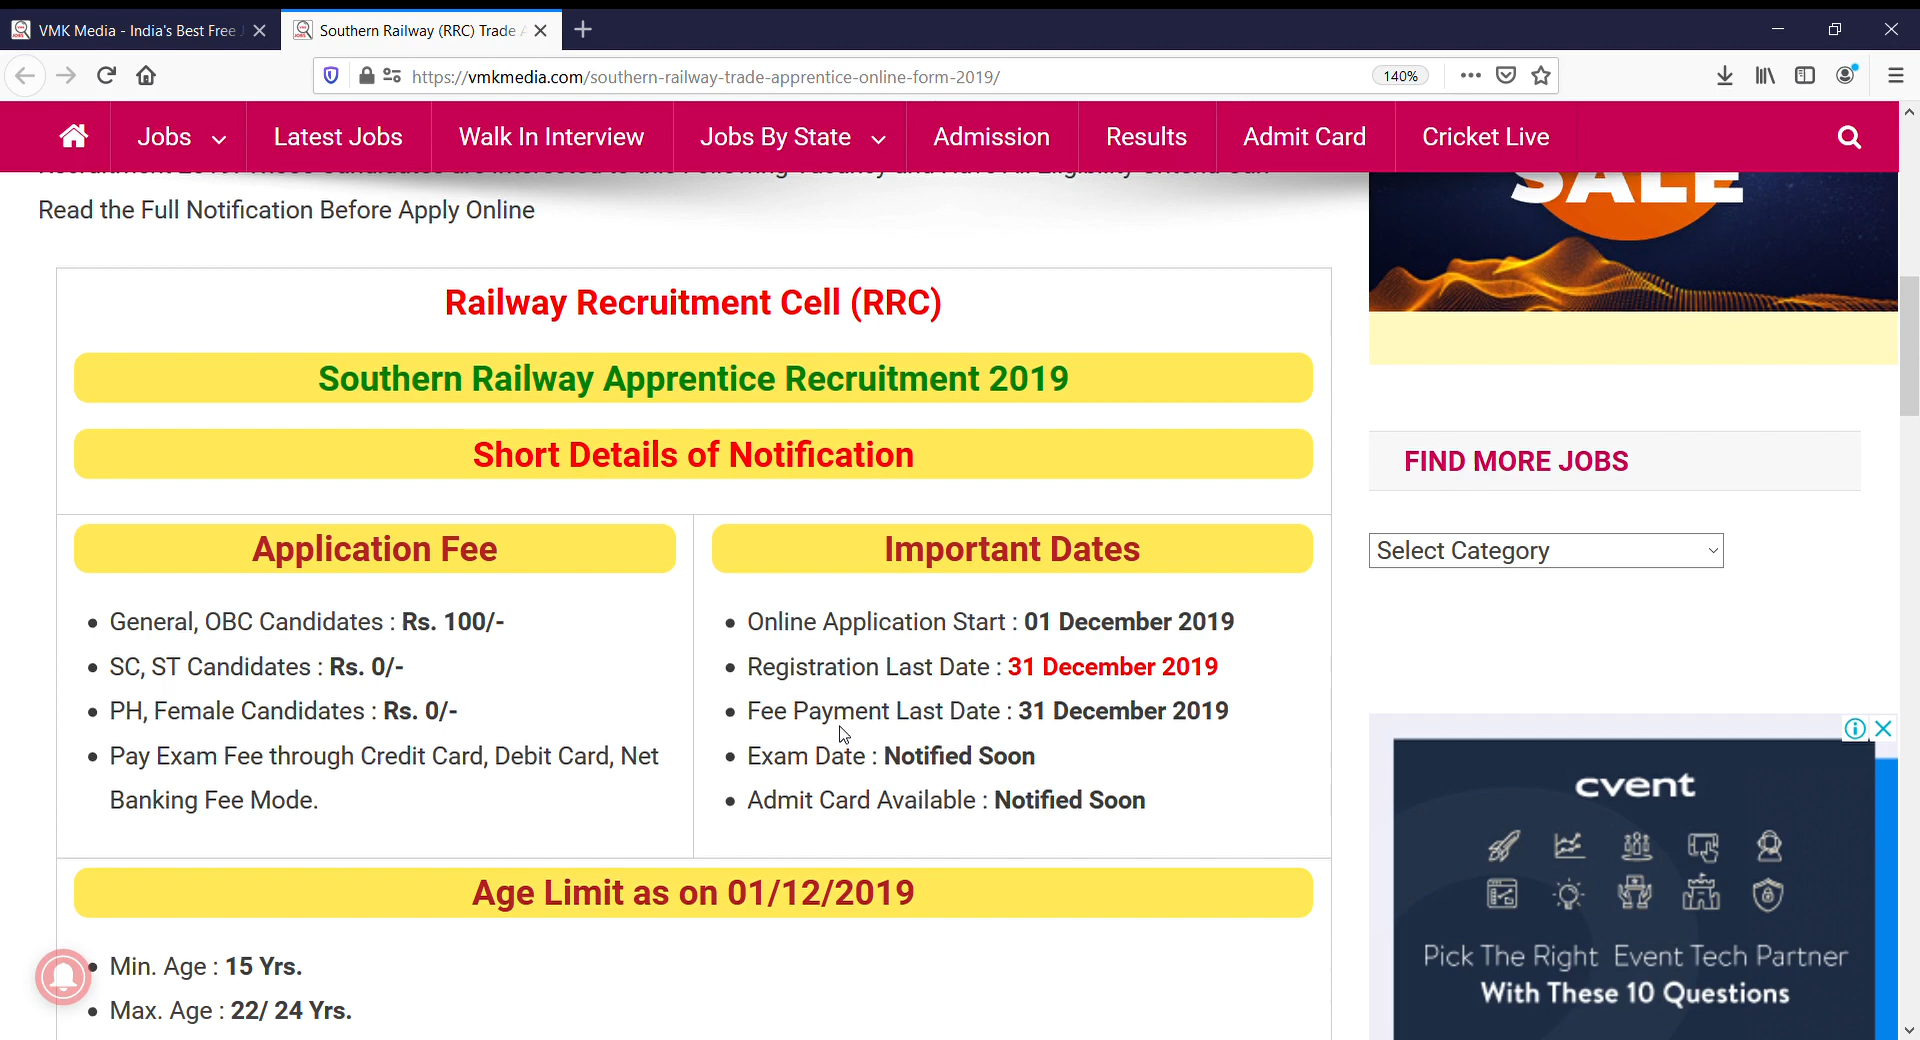 VMK Media - India's Best Free J
Southern Railway (RRC) Trade A
https://vmkmedia.com/southern-railway-trade-apprentice-online-form-2019/
140%
Jobs
Latest Jobs
Walk In Interview
Jobs By State
Admission
Results
Admit Card
Cricket Live
Read the Full Notification Before Apply Online
SALE
Railway Recruitment Cell (RRC)
Southern Railway Apprentice Recruitment 2019
Short Details of Notification
Application Fee
General, OBC Candidates : Rs. 100/-
SC, ST Candidates : Rs. 0/-
PH, Female Candidates : Rs. 0/-
Pay Exam Fee through Credit Card, Debit Card, Net
Banking Fee Mode.
Important Dates
Online Application Start : 01 December 2019
Registration Last Date : 31 December 2019
Fee Payment Last Date : 31 December 2019
Exam Date : Notified Soon
Admit Card Available : Notified Soon
Age Limit as on 01/12/2019
Min. Age : 15 Yrs.
Max. Age : 22/ 24 Yrs.
FIND MORE JOBS
Select Category
cvent
Pick The Right Event Tech Partner
With These 10 Questions